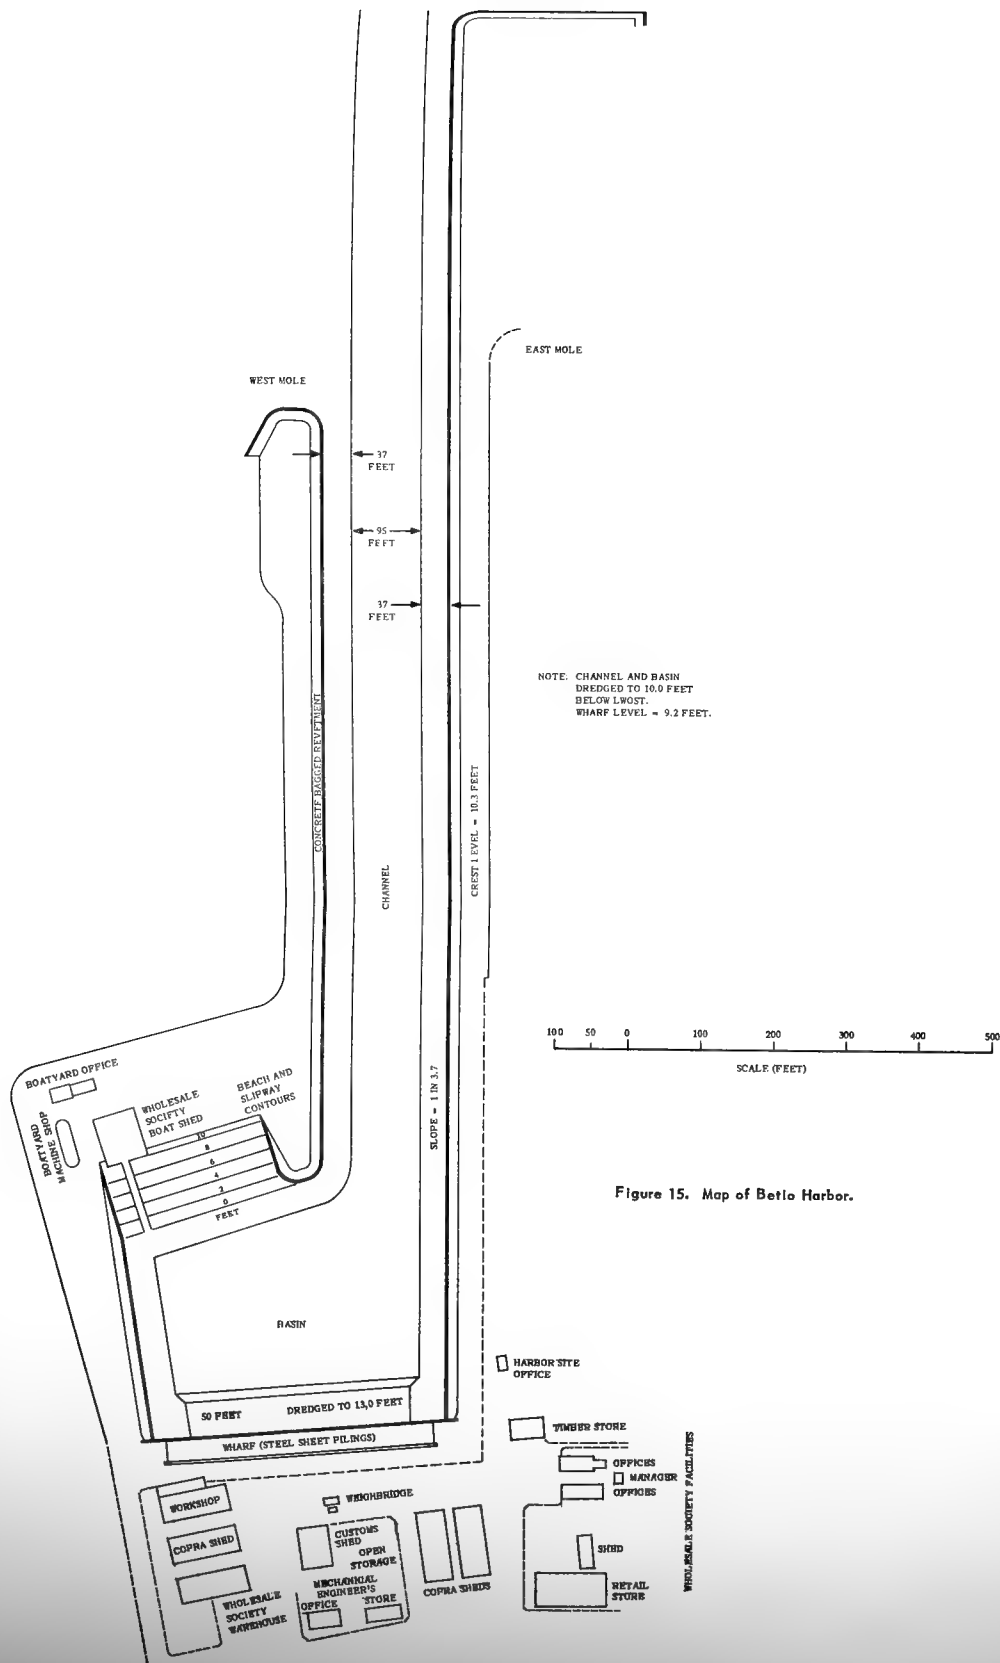 EAST MOLE
WEST MOLE
37
FEET
95
FEET
37
FEET
NOTE: CHANNEL AND BASIN
DREDGED TO 10.0 FEET
BELOW LWOST.
WHARF LEVEL = 9.2 FEET.
CONCRETE BAGGED REVETMENT
CHANNEL
CREST LEVEL = 10.3 FEET
SLOPE = 1 IN 3.7
100 50 0 100 200 300 400 500
SCALE (FEET)
BOATYARD OFFICE
BOATYARD
MACHINE SHOP
WHOLESALE
SOCIETY
BOAT SHED
BEACH AND
SLIPWAY
CONTOURS
10
8
6
4
2
0
FEET
Figure 15. Map of Betio Harbor.
BASIN
HARBOR SITE
OFFICE
50 FEET
DREDGED TO 13,0 FEET
WHARF (STEEL SHEET PILINGS)
TIMBER STORE
OFFICES
MANAGER
OFFICES
WHOLESALE SOCIETY FACILITIES
WORKSHOP
WEIGHBRIDGE
COPRA SHED
CUSTOMS
SHED
OPEN
STORAGE
SHED
MECHANICAL
ENGINEER'S
OFFICE
STORE
COPRA SHEDS
RETAIL
STORE
WHOLESALE
SOCIETY
WAREHOUSE